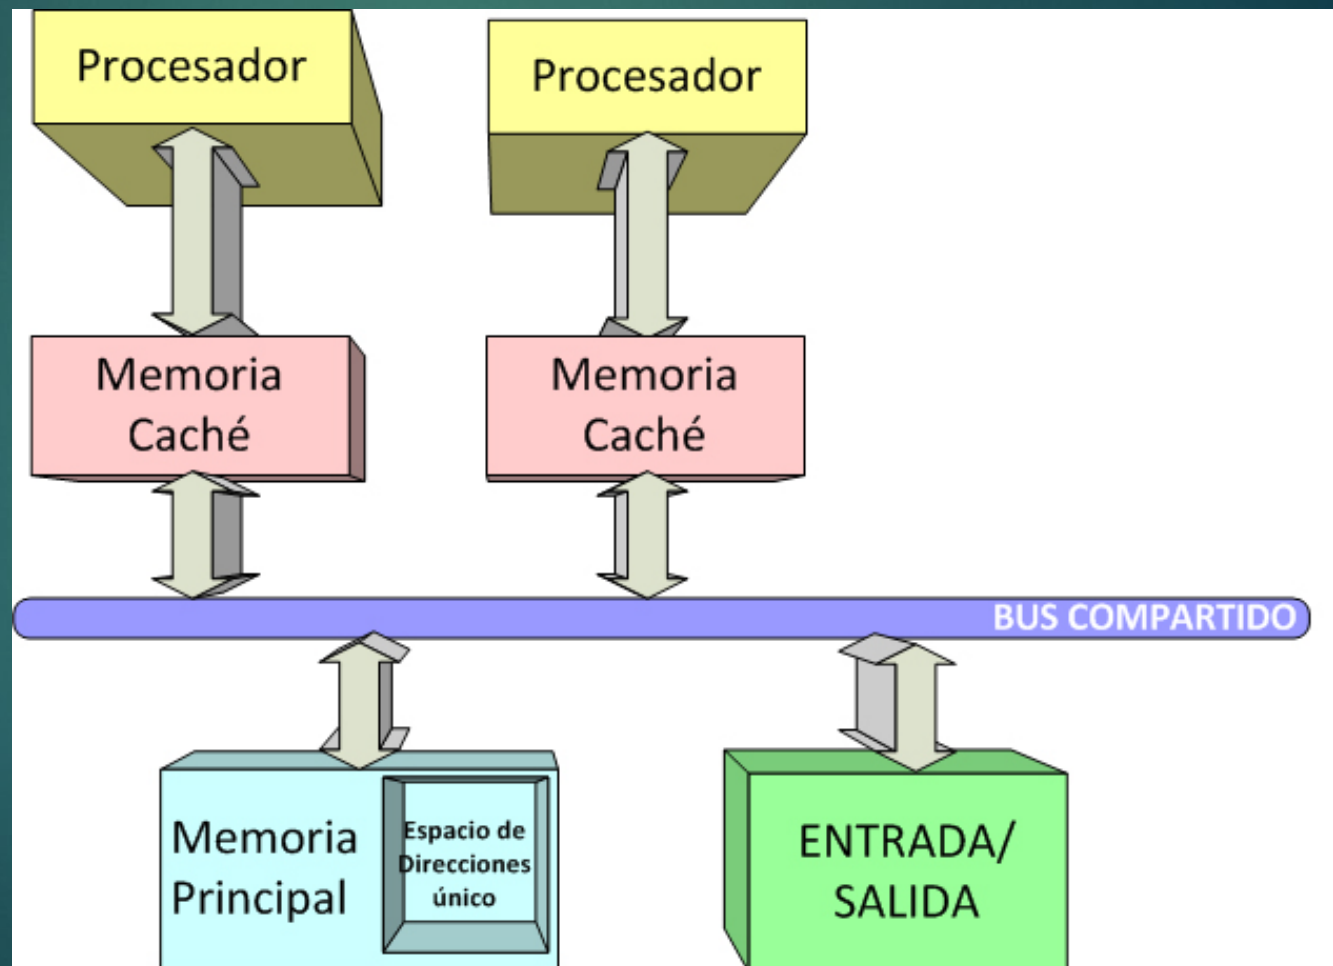 Procesador
Procesador
Memoria
Caché
Memoria
Caché
BUS COMPARTIDO
Memoria
Principal
Espacio de
Direcciones
único
ENTRADA/
SALIDA